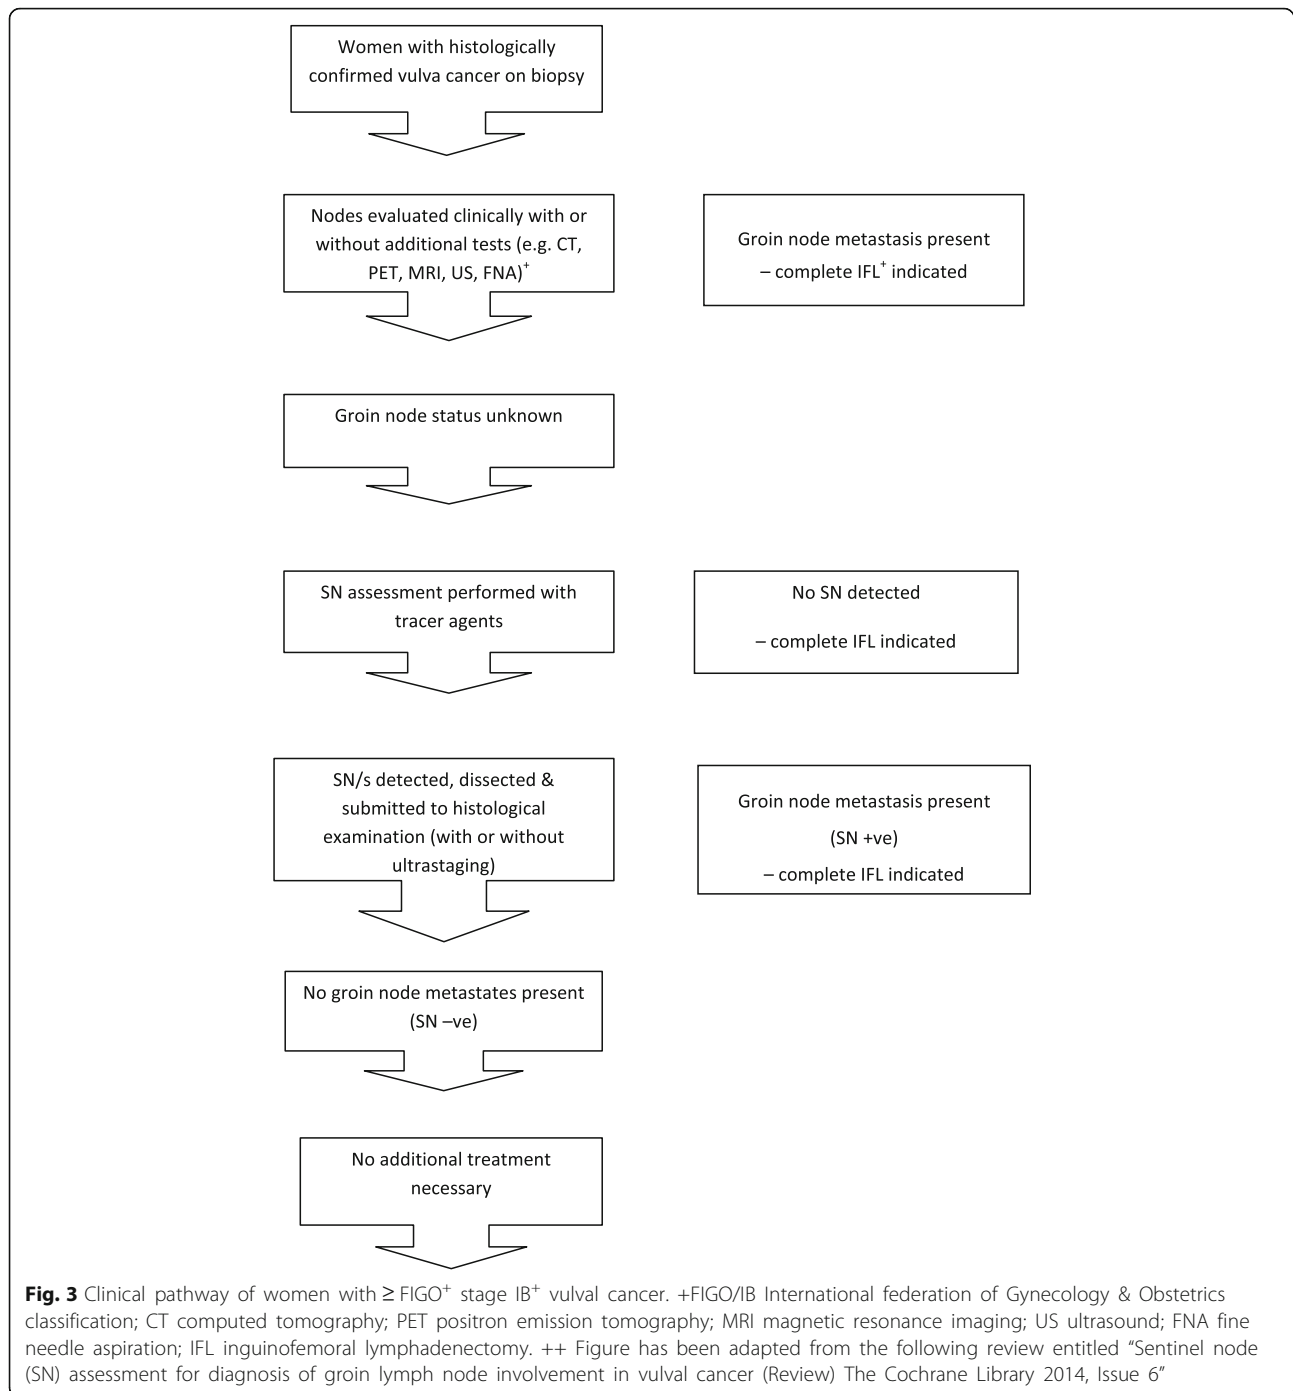 Women with histologically
confirmed vulva cancer on biopsy
Nodes evaluated clinically with or
without additional tests (e.g. CT,
PET, MRI, US, FNA)⁺
Groin node metastasis present
– complete IFL⁺ indicated
Groin node status unknown
SN assessment performed with
tracer agents
No SN detected
– complete IFL indicated
SN/s detected, dissected &
submitted to histological
examination (with or without
ultrastaging)
Groin node metastasis present
(SN +ve)
– complete IFL indicated
No groin node metastates present
(SN –ve)
No additional treatment
necessary
Fig. 3 Clinical pathway of women with ≥ FIGO⁺ stage IB⁺ vulval cancer. +FIGO/IB International federation of Gynecology & Obstetrics
classification; CT computed tomography; PET positron emission tomography; MRI magnetic resonance imaging; US ultrasound; FNA fine
needle aspiration; IFL inguinofemoral lymphadenectomy. ++ Figure has been adapted from the following review entitled “Sentinel node
(SN) assessment for diagnosis of groin lymph node involvement in vulval cancer (Review) The Cochrane Library 2014, Issue 6”